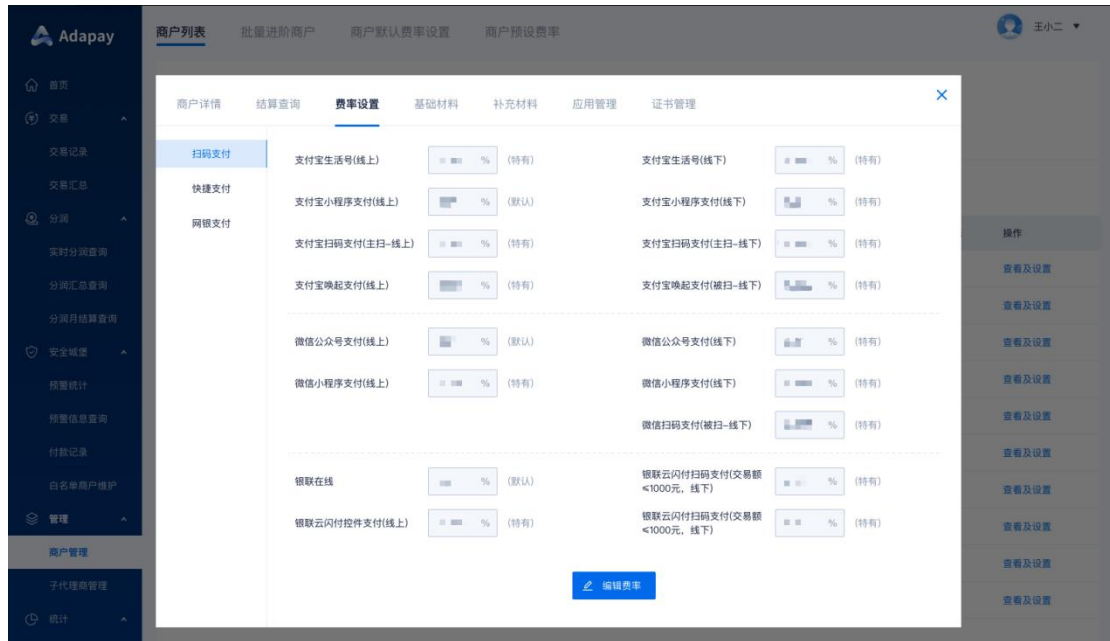 Adapay
商户列表 批量进阶商户 商户默认费率设置 商户预设费率
王小二
首页
交易
交易记录
交易汇总
分润
实时分润查询
分润汇总查询
分润月结算查询
安全城堡
预警统计
预警信息查询
付款记录
白名单商户维护
管理
商户管理
子代理商管理
统计
商户详情 结算查询 费率设置 基础材料 补充材料 应用管理 证书管理
扫码支付
快捷支付
网银支付
支付宝生活号(线上) % (特有) 支付宝生活号(线下) % (特有)
支付宝小程序支付(线上) % (默认) 支付宝小程序支付(线下) % (特有)
支付宝扫码支付(主扫-线上) % (特有) 支付宝扫码支付(主扫-线下) % (特有)
支付宝唤起支付(线上) % (特有) 支付宝唤起支付(被扫-线下) % (特有)
微信公众号支付(线上) % (默认) 微信公众号支付(线下) % (特有)
微信小程序支付(线上) % (特有) 微信小程序支付(线下) % (特有)
微信扫码支付(被扫-线下) % (特有)
银联在线 % (默认) 银联云闪付扫码支付(交易额
≤1000元, 线下) % (特有)
银联云闪付控件支付(线上) % (特有) 银联云闪付扫码支付(交易额
≤1000元, 线下) % (特有)
编辑费率
操作
查看及设置
查看及设置
查看及设置
查看及设置
查看及设置
查看及设置
查看及设置
查看及设置
查看及设置
查看及设置